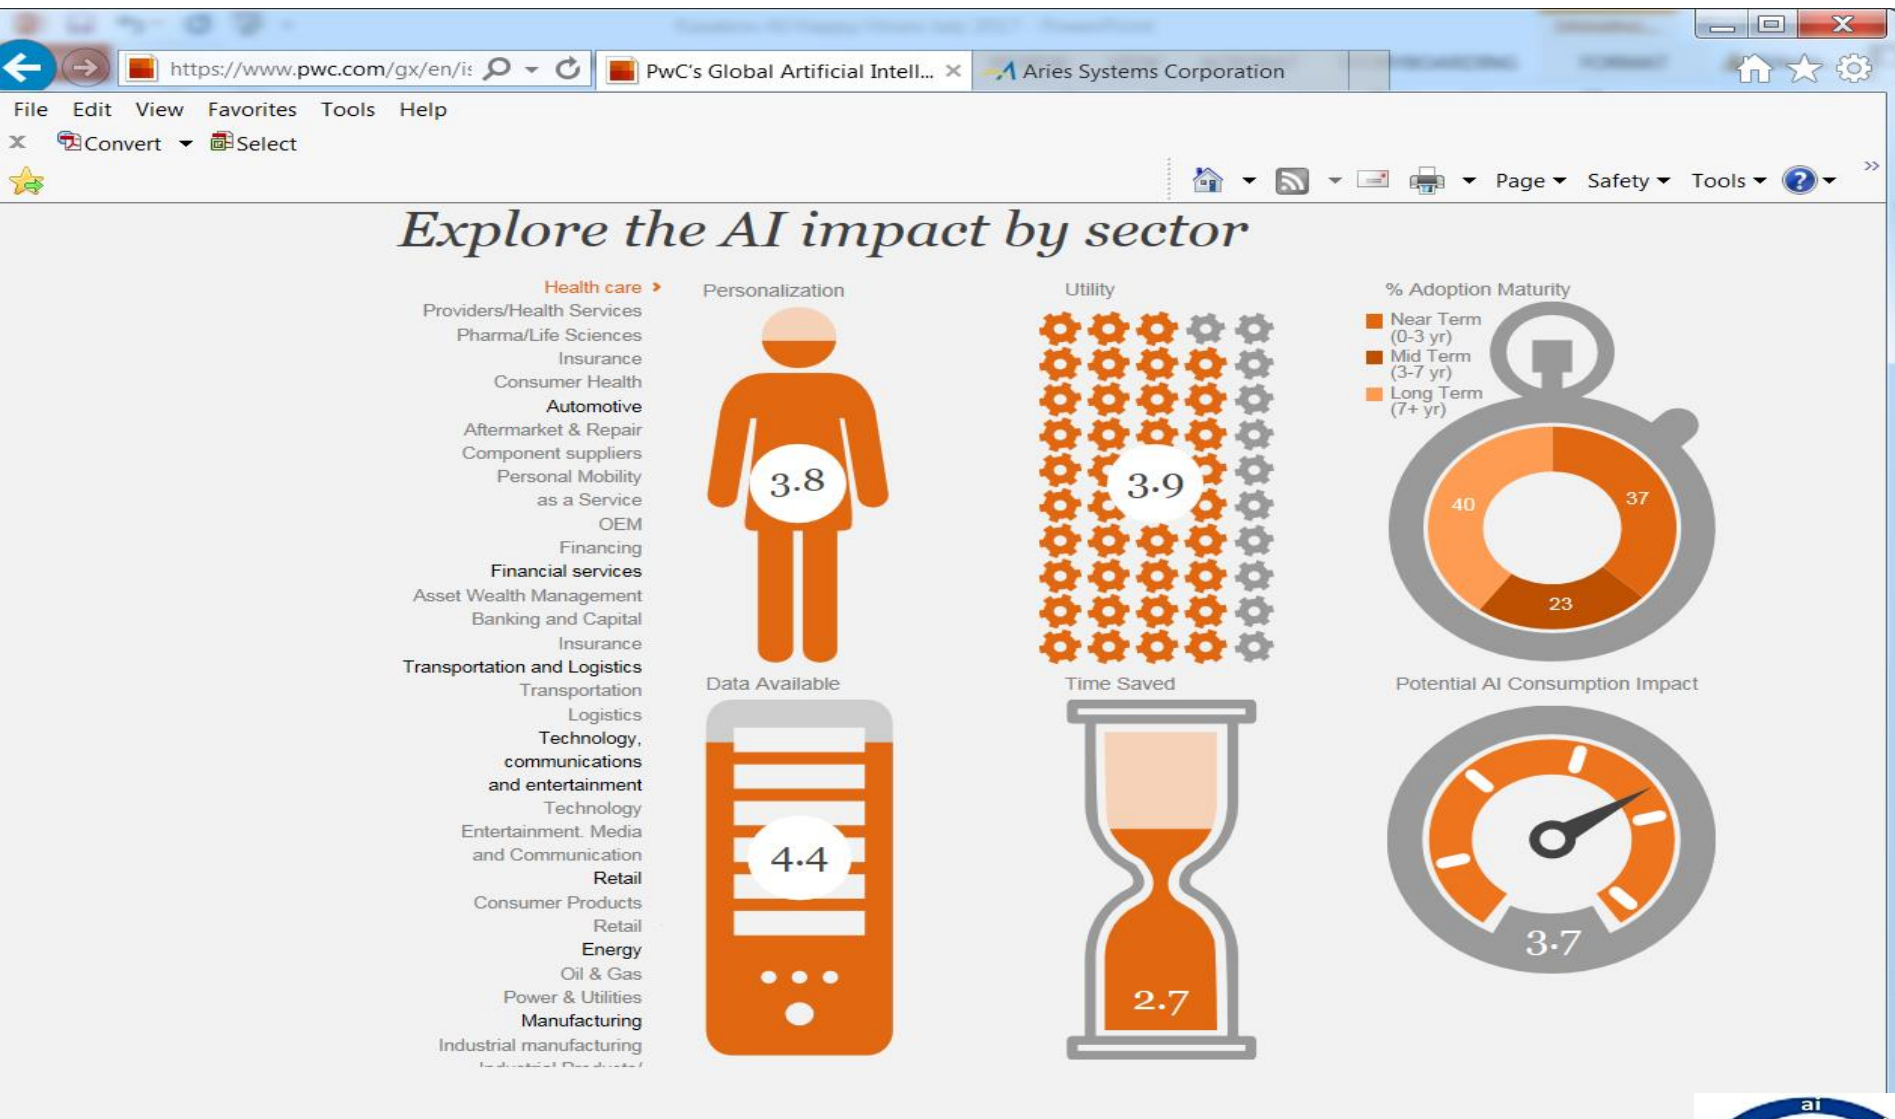 https://www.pwc.com/gx/en/is
PwC's Global Artificial Intell...
Aries Systems Corporation
File Edit View Favorites Tools Help
Convert Select
Page Safety Tools
Explore the AI impact by sector
Health care
Providers/Health Services
Pharma/Life Sciences
Insurance
Consumer Health
Automotive
Aftermarket & Repair
Component suppliers
Personal Mobility
as a Service
OEM
Financing
Financial services
Asset Wealth Management
Banking and Capital
Insurance
Transportation and Logistics
Transportation
Logistics
Technology,
communications
and entertainment
Technology
Entertainment. Media
and Communication
Retail
Consumer Products
Retail
Energy
Oil & Gas
Power & Utilities
Manufacturing
Industrial manufacturing
Personalization
3.8
Utility
3.9
% Adoption Maturity
Near Term
(0-3 yr)
Mid Term
(3-7 yr)
Long Term
(7+ yr)
40
37
23
Data Available
4.4
Time Saved
2.7
Potential AI Consumption Impact
3.7
ai